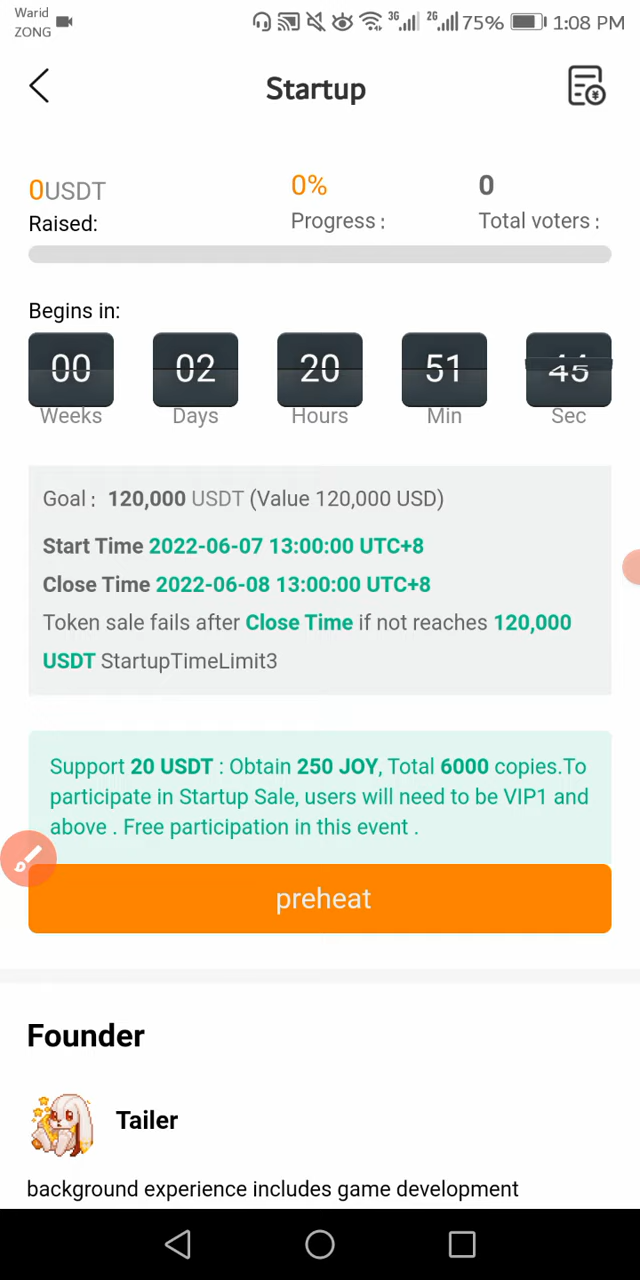 Warid
ZONG
3G
2G
75%
1:08 PM
Startup
0USDT
0%
0
Raised:
Progress :
Total voters :
Begins in:
00
02
20
51
45
Weeks
Days
Hours
Min
Sec
Goal : 120,000 USDT (Value 120,000 USD)
Start Time 2022-06-07 13:00:00 UTC+8
Close Time 2022-06-08 13:00:00 UTC+8
Token sale fails after Close Time if not reaches 120,000
USDT StartupTimeLimit3
Support 20 USDT : Obtain 250 JOY, Total 6000 copies.To
participate in Startup Sale, users will need to be VIP1 and
above . Free participation in this event .
preheat
Founder
Tailer
background experience includes game development